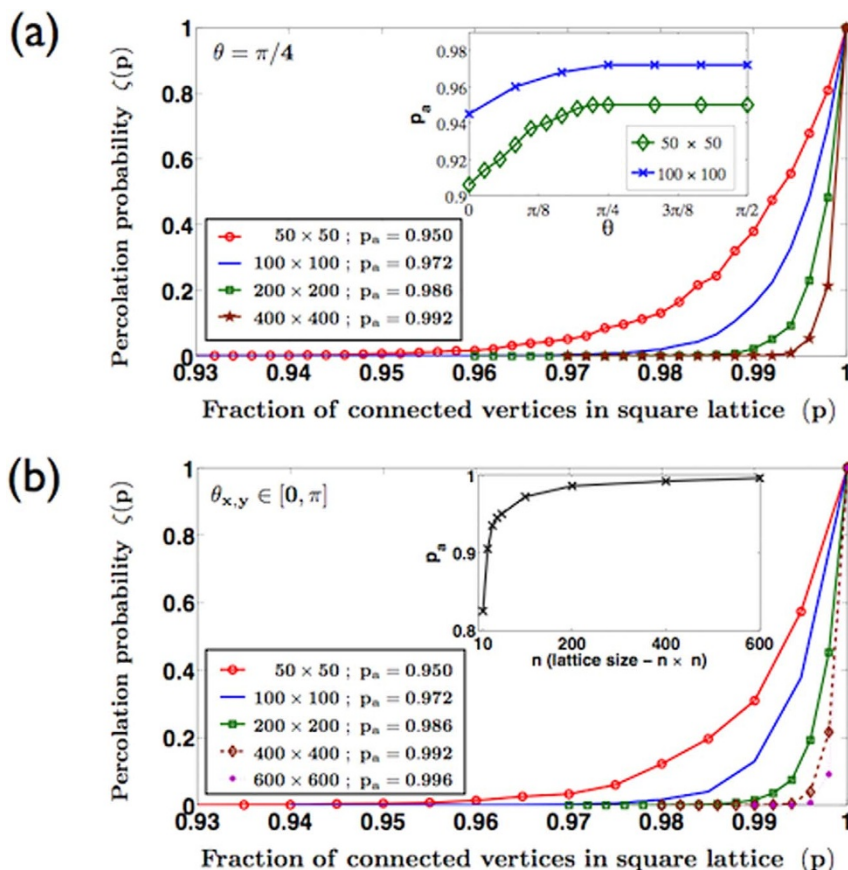 (a)
θ = π/4
Percolation probability ζ(p)
1
0.8
0.6
0.4
0.2
0
0.98
0.96
0.94
0.92
0.9
pₐ
50 × 50
100 × 100
0
π/8
π/4
3π/8
π/2
θ
50 × 50 ; pₐ = 0.950
100 × 100 ; pₐ = 0.972
200 × 200 ; pₐ = 0.986
400 × 400 ; pₐ = 0.992
0.93 0.94 0.95 0.96 0.97 0.98 0.99 1
Fraction of connected vertices in square lattice (p)
(b)
θx,y ∈ [0, π]
Percolation probability ζ(p)
1
0.8
0.6
0.4
0.2
0
1
0.9
0.8
pₐ
10 200 400 600
n (lattice size – n × n)
50 × 50 ; pₐ = 0.950
100 × 100 ; pₐ = 0.972
200 × 200 ; pₐ = 0.986
400 × 400 ; pₐ = 0.992
600 × 600 ; pₐ = 0.996
0.93 0.94 0.95 0.96 0.97 0.98 0.99 1
Fraction of connected vertices in square lattice (p)